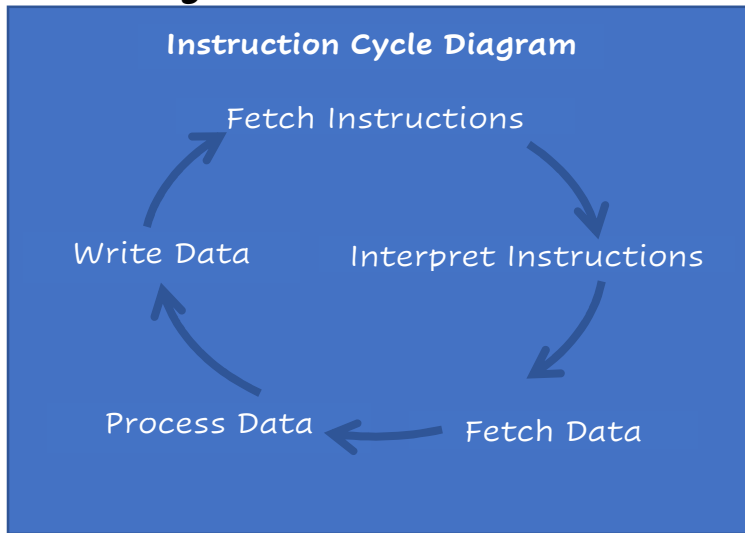 Instruction Cycle Diagram
Fetch Instructions
Write Data
Interpret Instructions
Process Data
Fetch Data